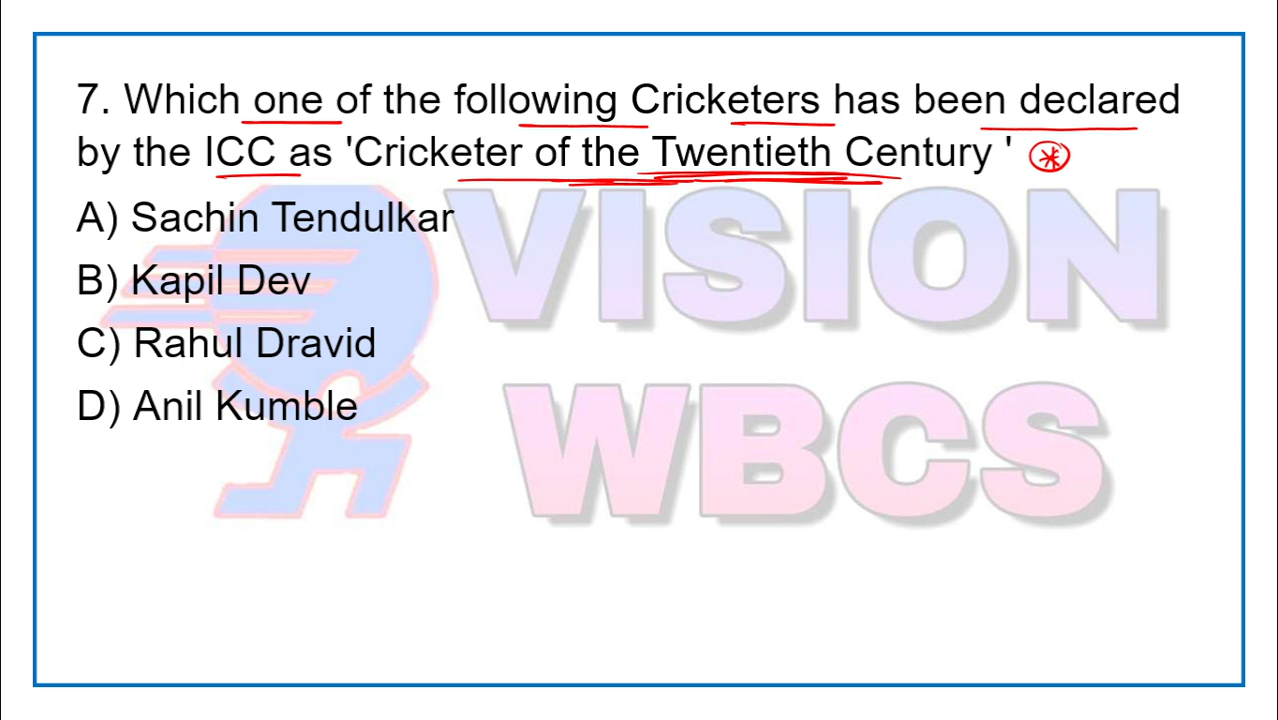 7. Which one of the following Cricketers has been declared
by the ICC as 'Cricketer of the Twentieth Century '
A) Sachin Tendulkar
B) Kapil Dev
C) Rahul Dravid
D) Anil Kumble
VISION
WBCS